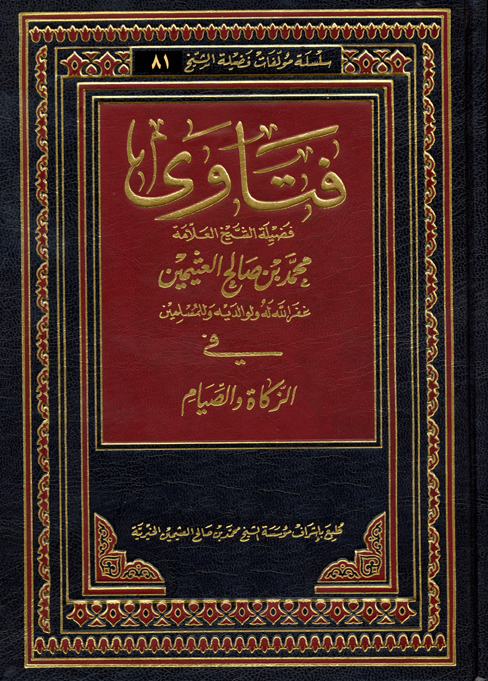 سلسلة مؤلفات فضيلة الشيخ ٨١
فتاوى
فضيلة الشيخ العلامة
محمد بن صالح العثيمين
غفر الله له ولوالديه وللمسلمين
في
الزكاة والصيام
طبع بإشراف مؤسسة الشيخ محمد بن صالح العثيمين الخيرية